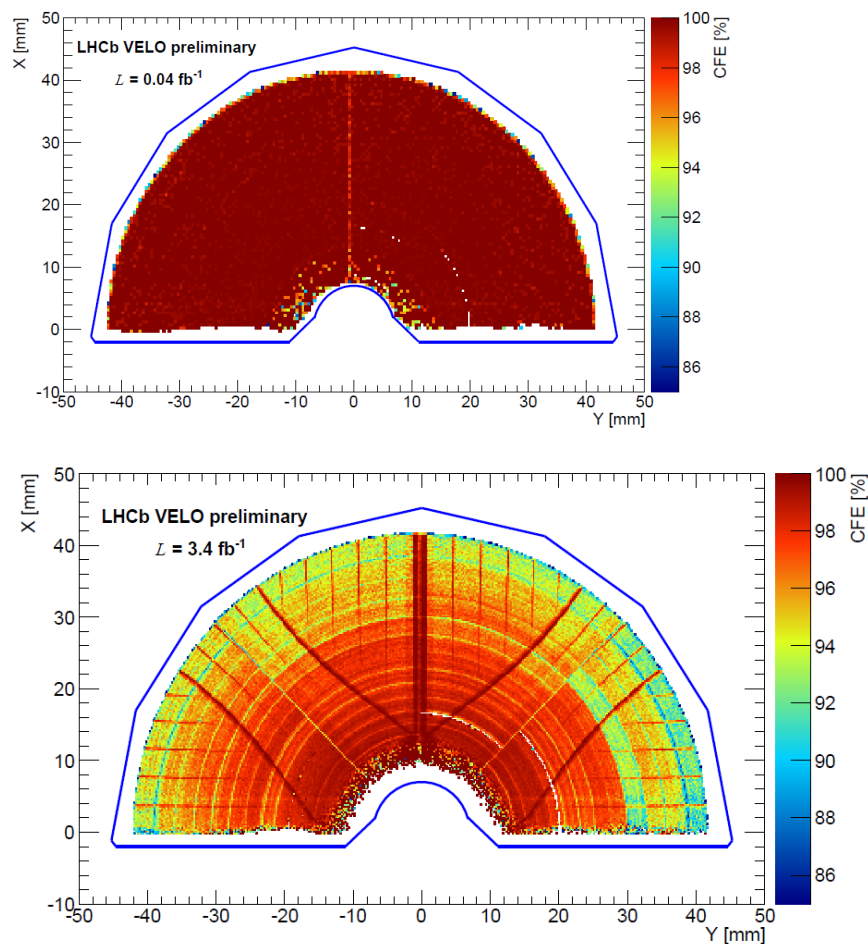 X [mm]
50
40
30
20
10
0
-10
LHCb VELO preliminary
L = 0.04 fb⁻¹
-50 -40 -30 -20 -10 0 10 20 30 40 50
Y [mm]
100
98
96
94
92
90
88
86
CFE [%]
X [mm]
50
40
30
20
10
0
-10
LHCb VELO preliminary
L = 3.4 fb⁻¹
-50 -40 -30 -20 -10 0 10 20 30 40 50
Y [mm]
100
98
96
94
92
90
88
86
CFE [%]